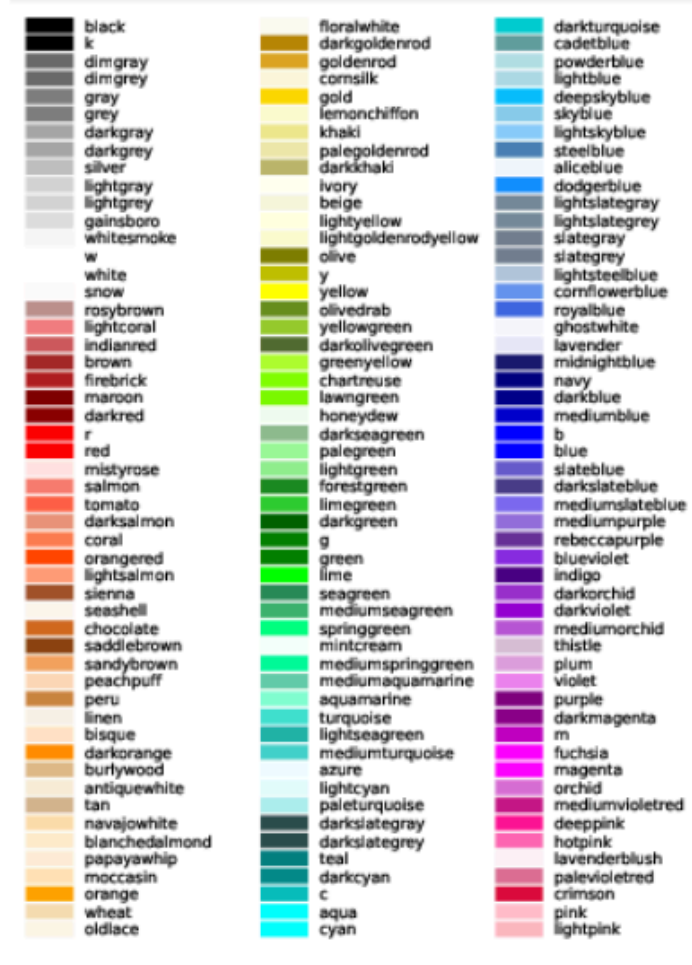 black
k
dimgray
dimgrey
gray
grey
darkgray
darkgrey
silver
lightgray
lightgrey
gainsboro
whitesmoke
w
white
snow
rosybrown
lightcoral
indianred
brown
firebrick
maroon
darkred
r
red
mistyrose
salmon
tomato
darksalmon
coral
orangered
lightsalmon
sienna
seashell
chocolate
saddlebrown
sandybrown
peachpuff
peru
linen
bisque
darkorange
burlywood
antiquewhite
tan
navajowhite
blanchedalmond
papayawhip
moccasin
orange
wheat
oldlace
floralwhite
darkgoldenrod
goldenrod
cornsilk
gold
lemonchiffon
khaki
palegoldenrod
darkkhaki
ivory
beige
lightyellow
lightgoldenrodyellow
olive
y
yellow
olivedrab
yellowgreen
darkolivegreen
greenyellow
chartreuse
lawngreen
honeydew
darkseagreen
palegreen
lightgreen
forestgreen
limegreen
darkgreen
g
green
lime
seagreen
mediumseagreen
springgreen
mintcream
mediumspringgreen
mediumaquamarine
aquamarine
turquoise
lightseagreen
mediumturquoise
azure
lightcyan
paleturquoise
darkslategray
darkslategrey
teal
darkcyan
c
aqua
cyan
darkturquoise
cadetblue
powderblue
lightblue
deepskyblue
skyblue
lightskyblue
steelblue
aliceblue
dodgerblue
lightslategray
lightslategrey
slategray
slategrey
lightsteelblue
cornflowerblue
royalblue
ghostwhite
lavender
midnightblue
navy
darkblue
mediumblue
b
blue
slateblue
darkslateblue
mediumslateblue
mediumpurple
rebeccapurple
blueviolet
indigo
darkorchid
darkviolet
mediumorchid
thistle
plum
violet
purple
darkmagenta
m
fuchsia
magenta
orchid
mediumvioletred
deeppink
hotpink
lavenderblush
palevioletred
crimson
pink
lightpink